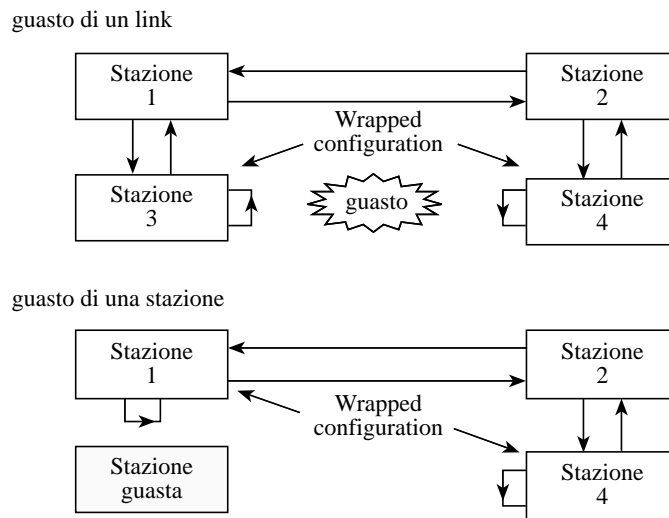 guasto di un link
Stazione
1
Stazione
2
Wrapped
configuration
Stazione
3
guasto
Stazione
4
guasto di una stazione
Stazione
1
Stazione
2
Wrapped
configuration
Stazione
guasta
Stazione
4